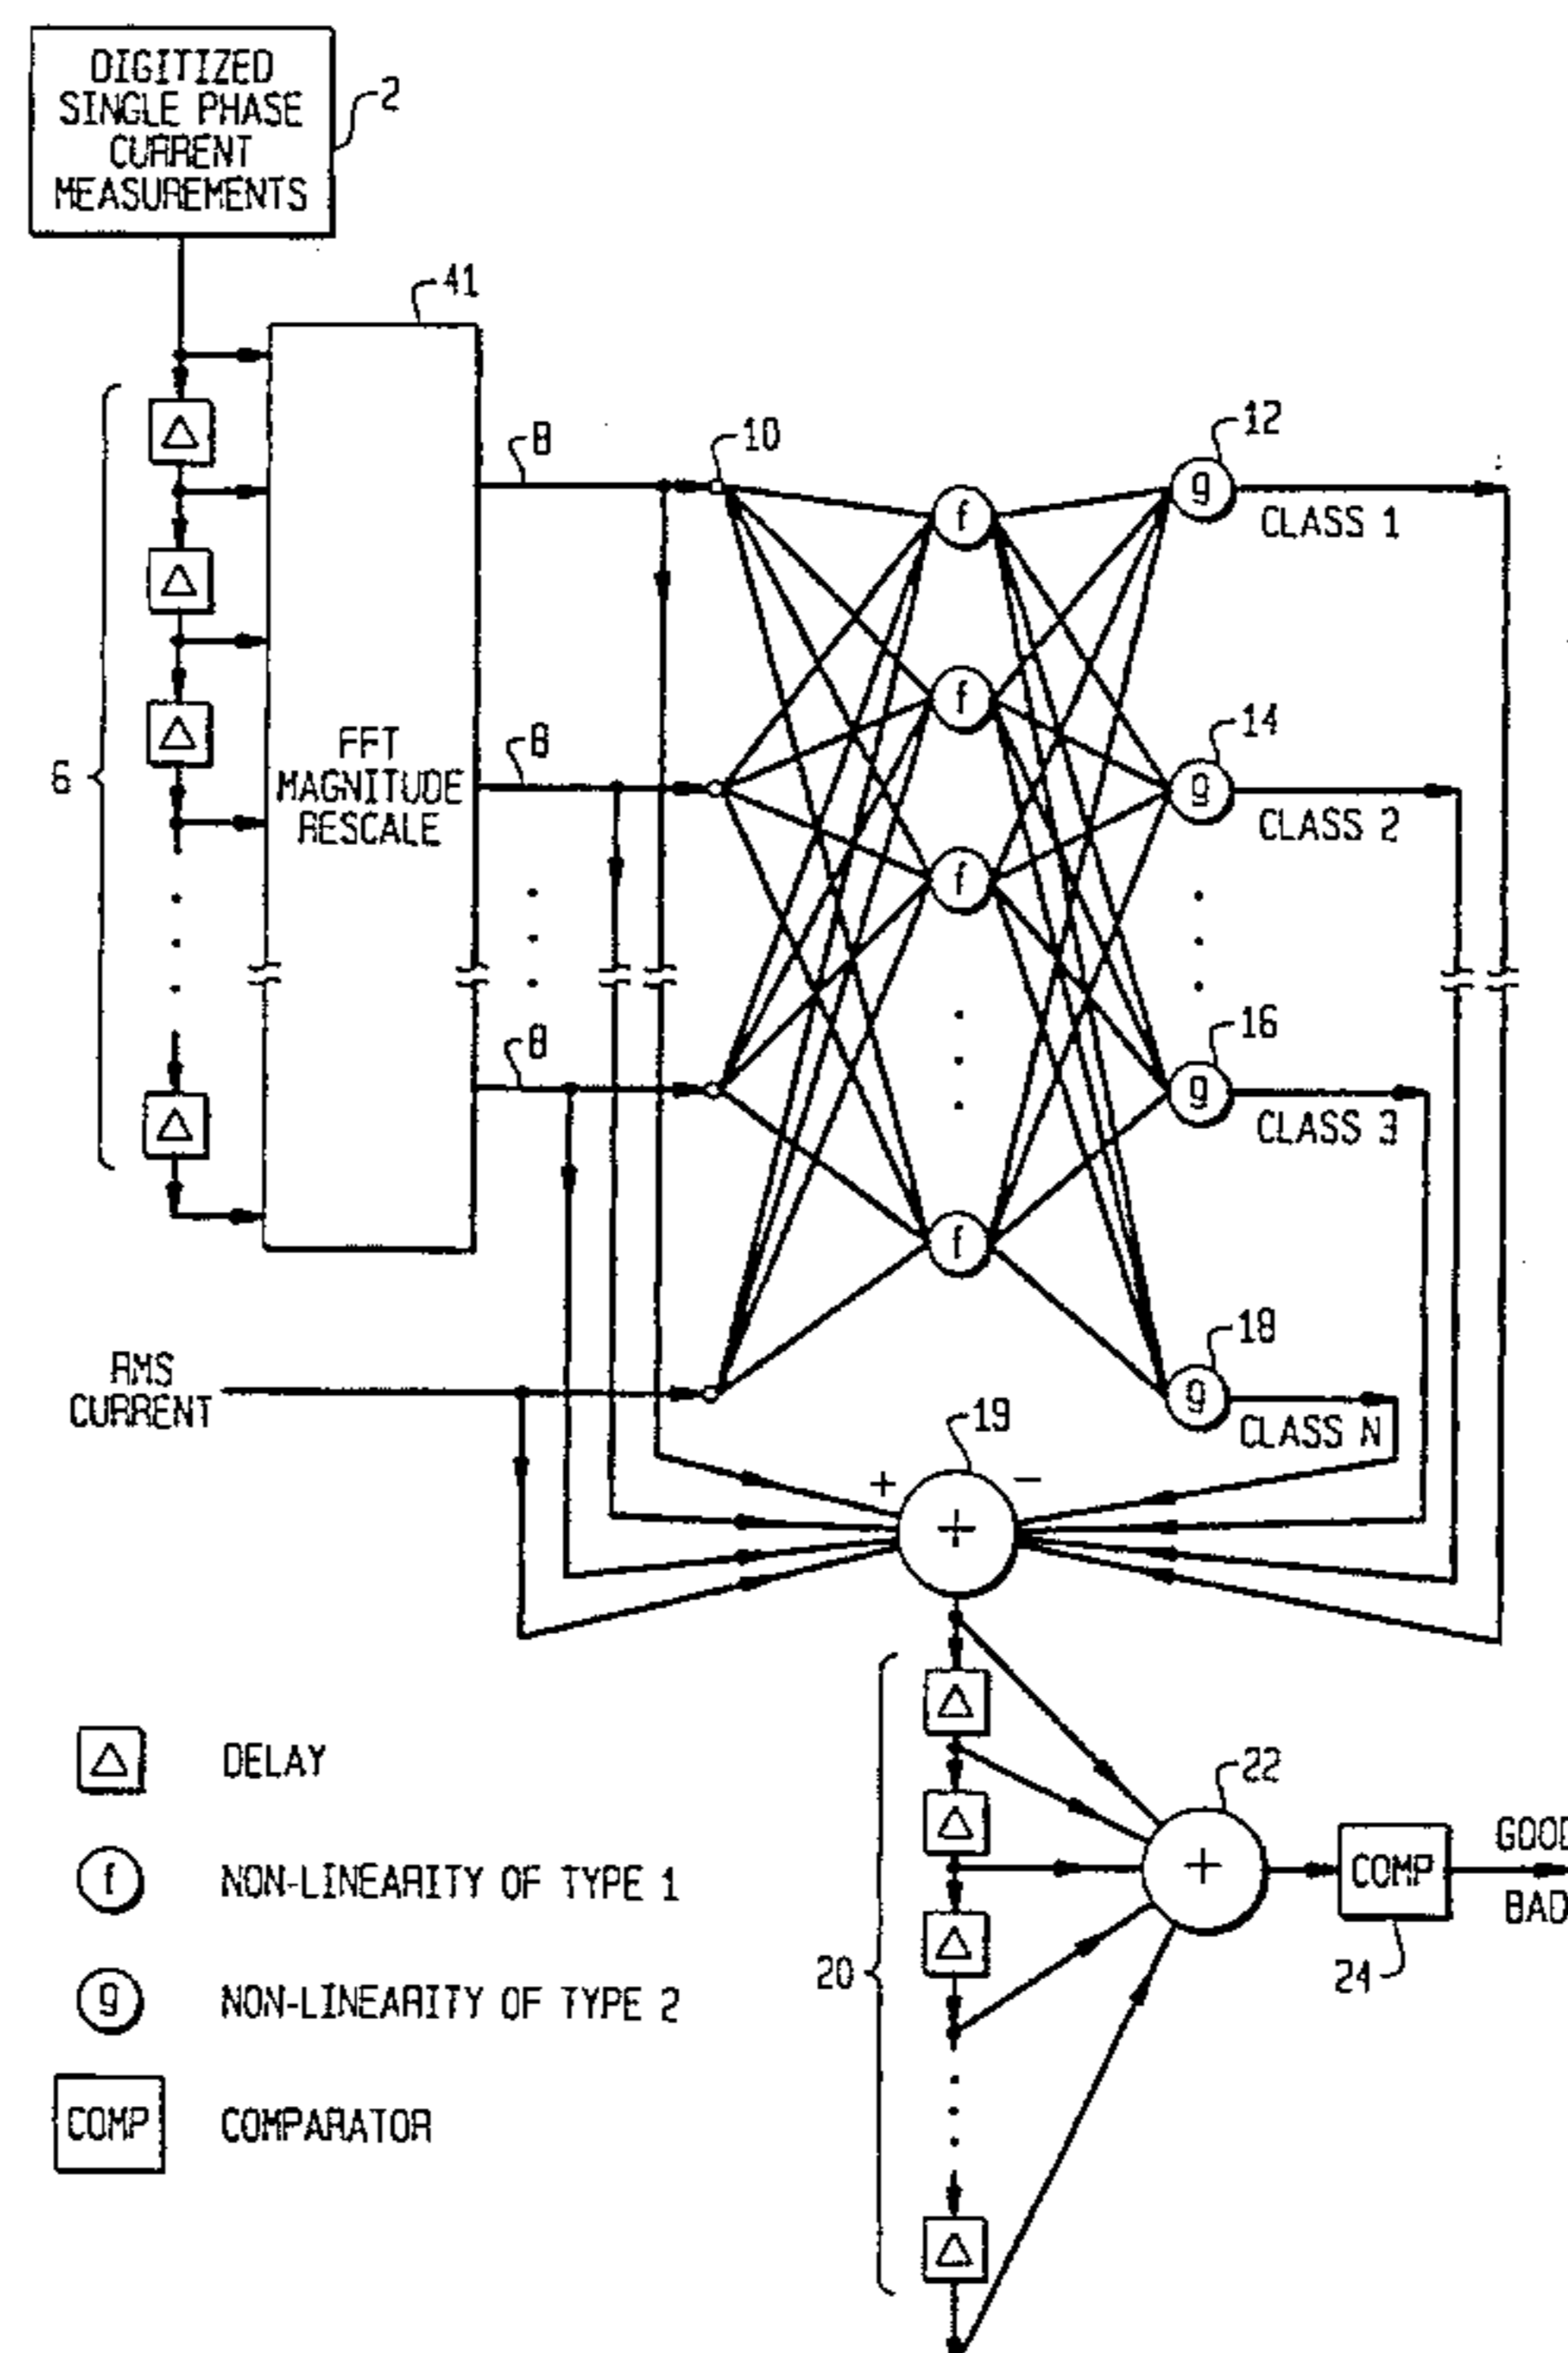 DIGITIZED
SINGLE PHASE
CURRENT
MEASUREMENTS
2
41
6
FFT
MAGNITUDE
RESCALE
8
10
12
f
g
CLASS 1
8
f
14
g
CLASS 2
f
8
16
g
CLASS 3
f
RMS
CURRENT
18
g
CLASS N
19
+
-
+
20
22
+
COMP
24
GOOD
BAD
DELAY
f NON-LINEARITY OF TYPE 1
g NON-LINEARITY OF TYPE 2
COMP COMPARATOR